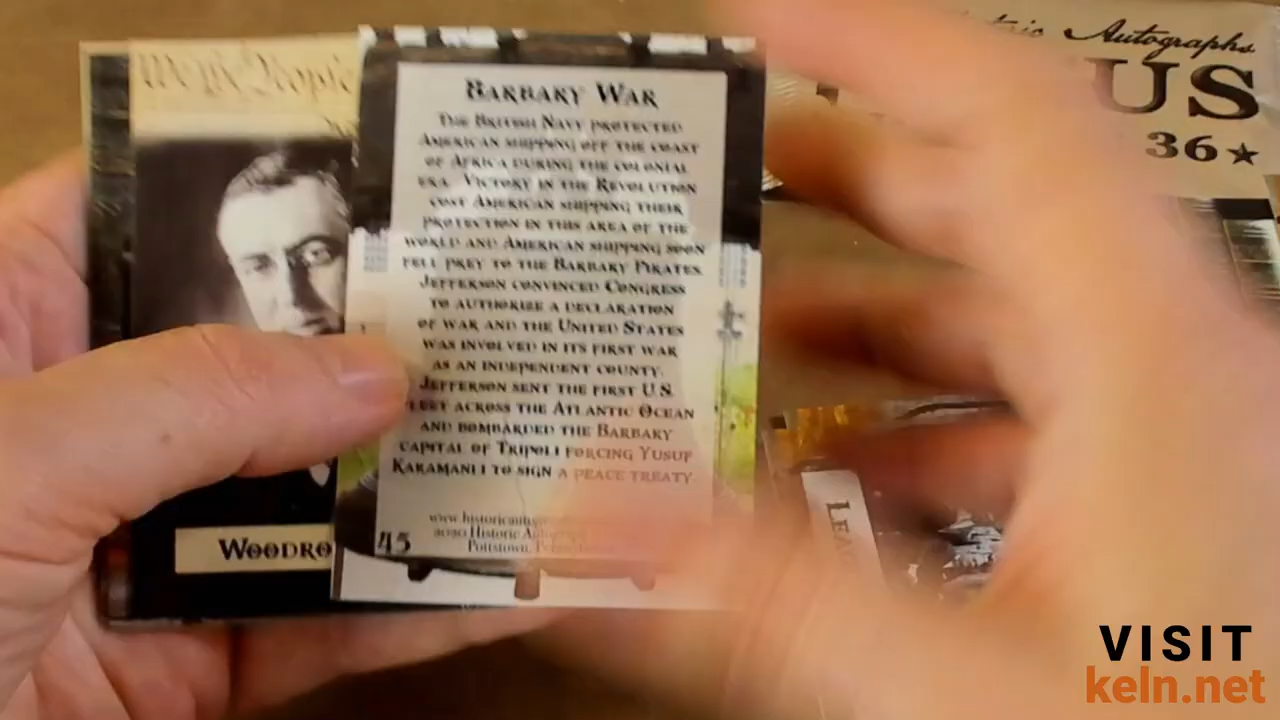 Historic Autographs
US
36★
We the People
BARBARY WAR
THE BRITISH NAVY PROTECTED
AMERICAN SHIPPING OFF THE COAST
OF AFRICA DURING THE COLONIAL
ERA. VICTORY IN THE REVOLUTION
COST AMERICAN SHIPPING THEIR
PROTECTION IN THIS AREA OF THE
WORLD AND AMERICAN SHIPPING SOON
FELL PREY TO THE BARBARY PIRATES.
JEFFERSON CONVINCED CONGRESS
TO AUTHORIZE A DECLARATION
OF WAR AND THE UNITED STATES
WAS INVOLVED IN ITS FIRST WAR
AS AN INDEPENDENT COUNTY.
JEFFERSON SENT THE FIRST U.S.
FLEET ACROSS THE ATLANTIC OCEAN
AND BOMBARDED THE BARBARY
CAPITAL OF TRIPOLI FORCING YUSUF
KARAMANLI TO SIGN A PEACE TREATY
2020 Historic
Pottstown,
45
WOODRO
LEA
VISIT
keln.net